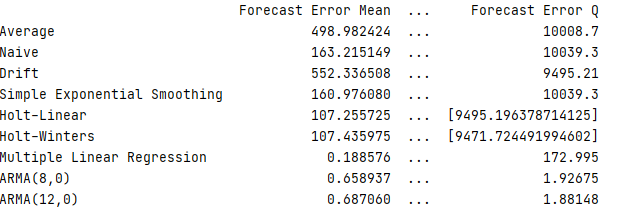 Forecast Error Mean ... Forecast Error Q
Average 498.982424 ... 10008.7
Naive 163.215149 ... 10039.3
Drift 552.336508 ... 9495.21
Simple Exponential Smoothing 160.976080 ... 10039.3
Holt-Linear 107.255725 ... [9495.196378714125]
Holt-Winters 107.435975 ... [9471.724491994602]
Multiple Linear Regression 0.188576 ... 172.995
ARMA(8,0) 0.658937 ... 1.92675
ARMA(12,0) 0.687060 ... 1.88148